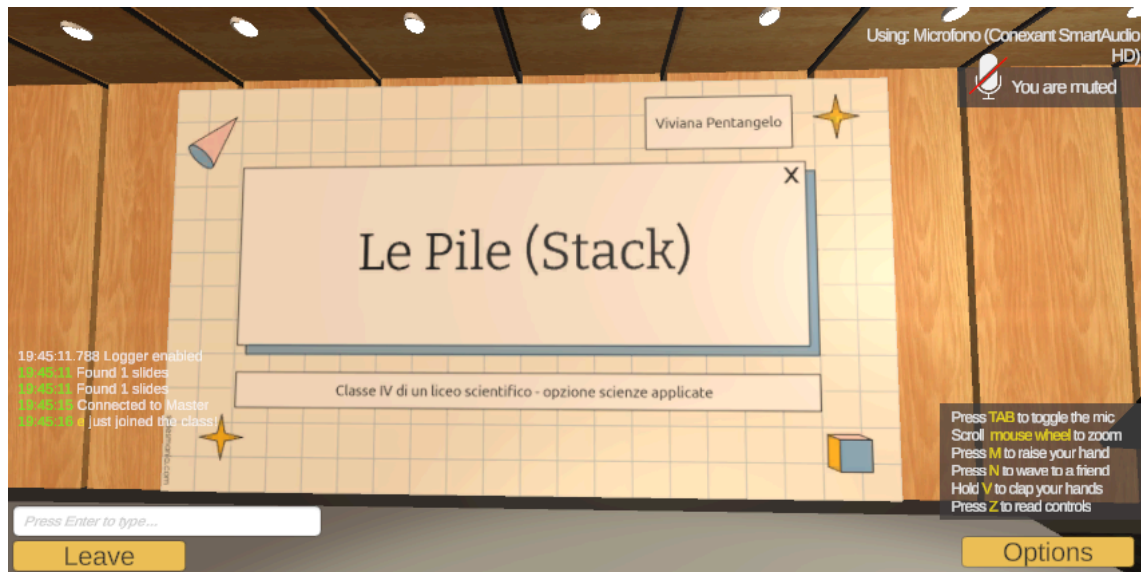 Using: Microfono (Conexant SmartAudio
HD)
You are muted
Viviana Pentangelo
X
Le Pile (Stack)
Classe IV di un liceo scientifico - opzione scienze applicate
19:45:11.788 Logger enabled
19:45:11 Found 1 slides
19:45:11 Found 1 slides
19:45:15 Connected to Master
19:45:16 e just joined the class!
Press TAB to toggle the mic
Scroll mouse wheel to zoom
Press M to raise your hand
Press N to wave to a friend
Hold V to clap your hands
Press Z to read controls
Press Enter to type...
Leave
Options